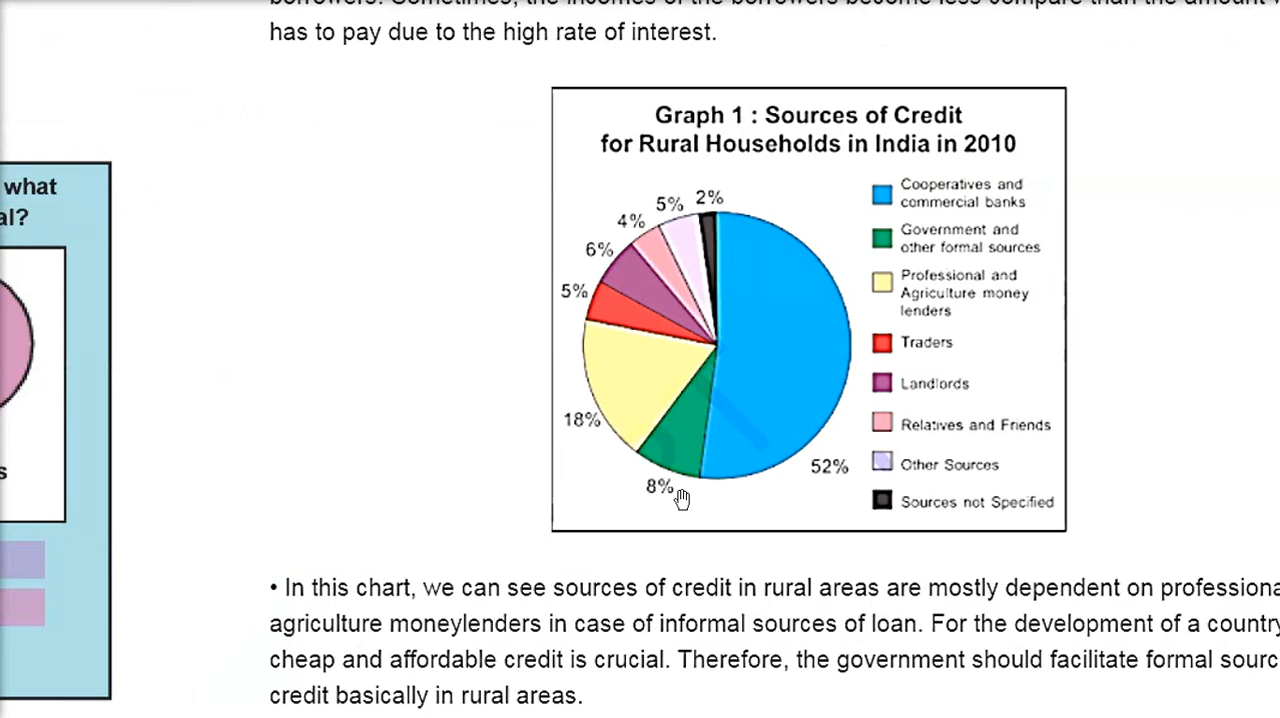 has to pay due to the high rate of interest.
what
al?
s
Graph 1 : Sources of Credit
for Rural Households in India in 2010
2%
5%
4%
6%
5%
18%
8%
52%
Cooperatives and
commercial banks
Government and
other formal sources
Professional and
Agriculture money
lenders
Traders
Landlords
Relatives and Friends
Other Sources
Sources not Specified
• In this chart, we can see sources of credit in rural areas are mostly dependent on professiona
agriculture moneylenders in case of informal sources of loan. For the development of a country
cheap and affordable credit is crucial. Therefore, the government should facilitate formal sourc
credit basically in rural areas.